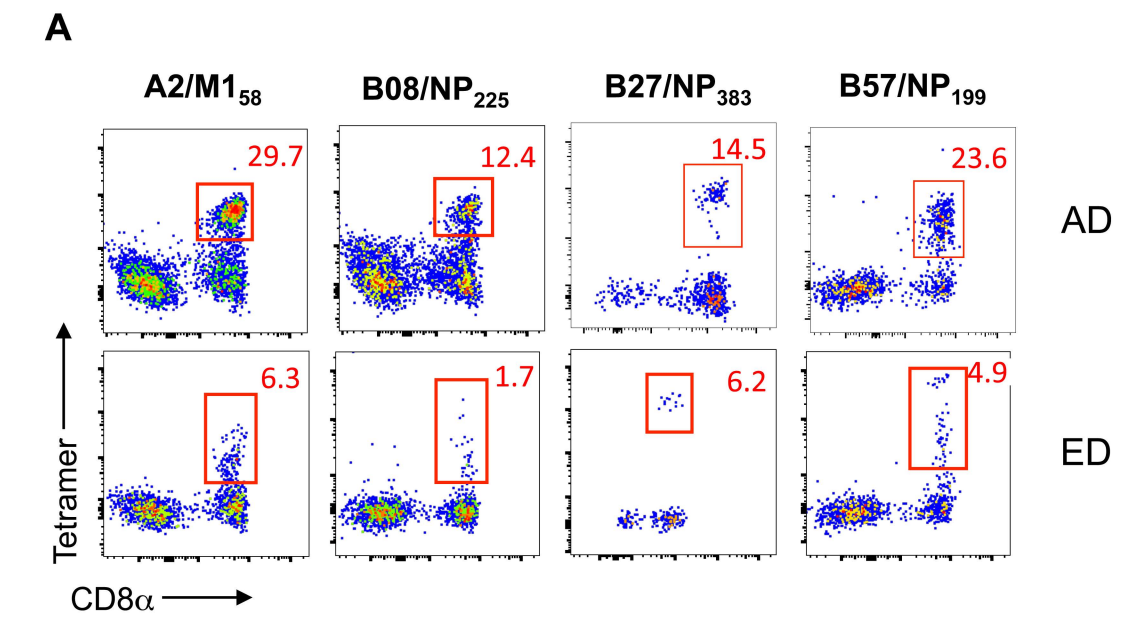 A
A2/M1₅₈ B08/NP₂₂₅ B27/NP₃₈₃ B57/NP₁₉₉
29.7 12.4 14.5 23.6 AD
6.3 1.7 6.2 4.9 ED
Tetramer
CD8α